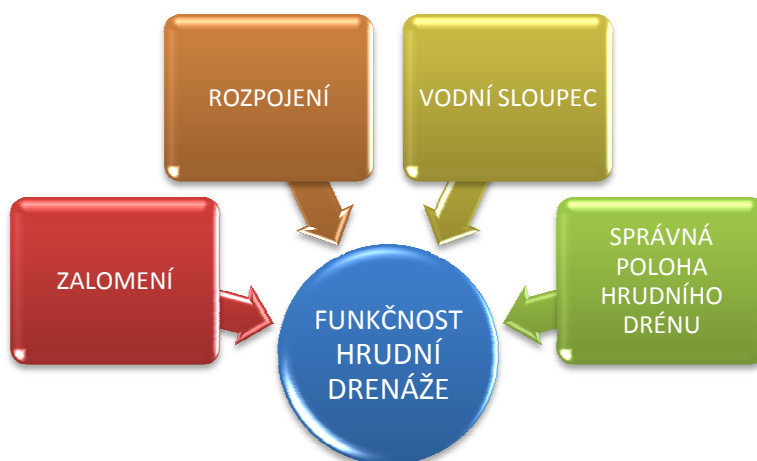 ROZPOJENÍ
VODNÍ SLOUPEC
ZALOMENÍ
SPRÁVNÁ
POLOHA
HRUDNÍHO
DRÉNU
FUNKČNOST
HRUDNÍ
DRENÁŽE